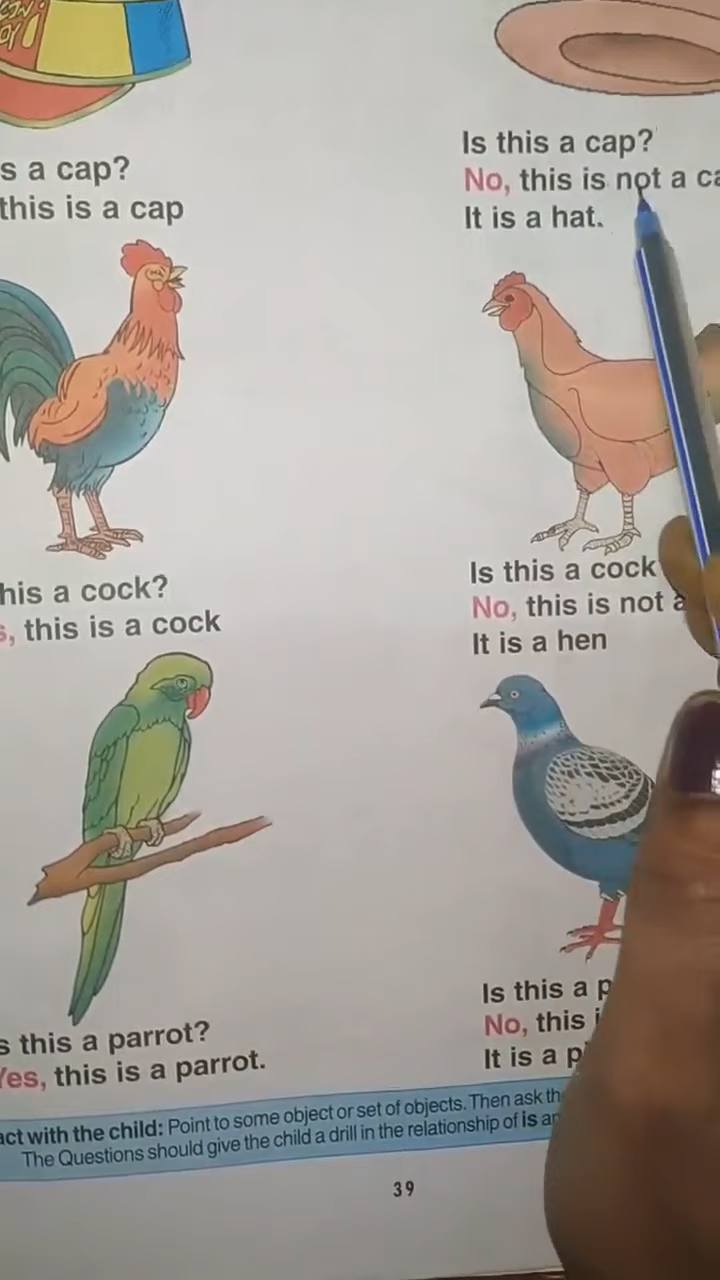 s a cap?
this is a cap
Is this a cap?
No, this is not a ca
It is a hat.
his a cock?
s, this is a cock
Is this a cock
No, this is not a
It is a hen
s this a parrot?
Yes, this is a parrot.
Is this a p
No, this i
It is a p
act with the child: Point to some object or set of objects. Then ask th
The Questions should give the child a drill in the relationship of is an
39